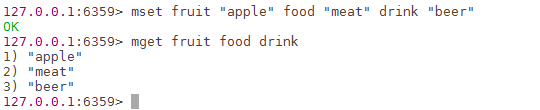 127.0.0.1:6359> mset fruit "apple" food "meat" drink "beer"
OK
127.0.0.1:6359> mget fruit food drink
1) "apple"
2) "meat"
3) "beer"
127.0.0.1:6359>